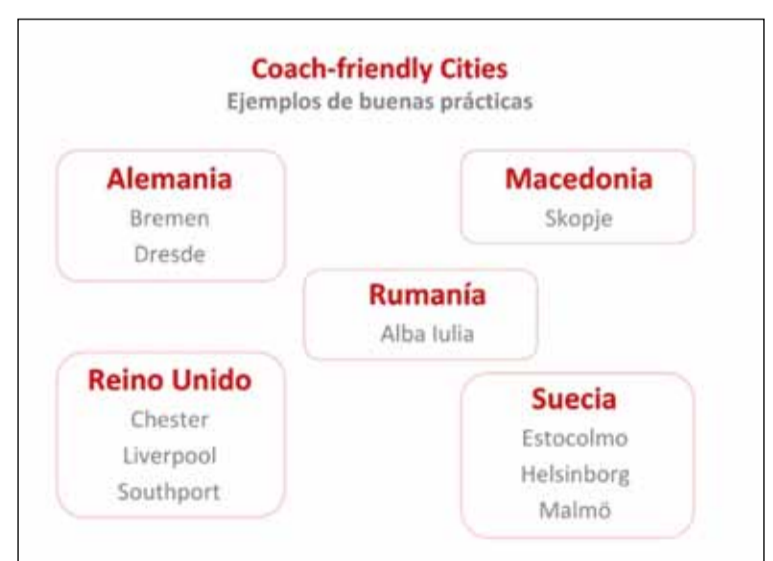 Coach-friendly Cities
Ejemplos de buenas prácticas
Alemania
Bremen
Dresde
Macedonia
Skopje
Rumanía
Alba Iulia
Reino Unido
Chester
Liverpool
Southport
Suecia
Estocolmo
Helsinborg
Malmö